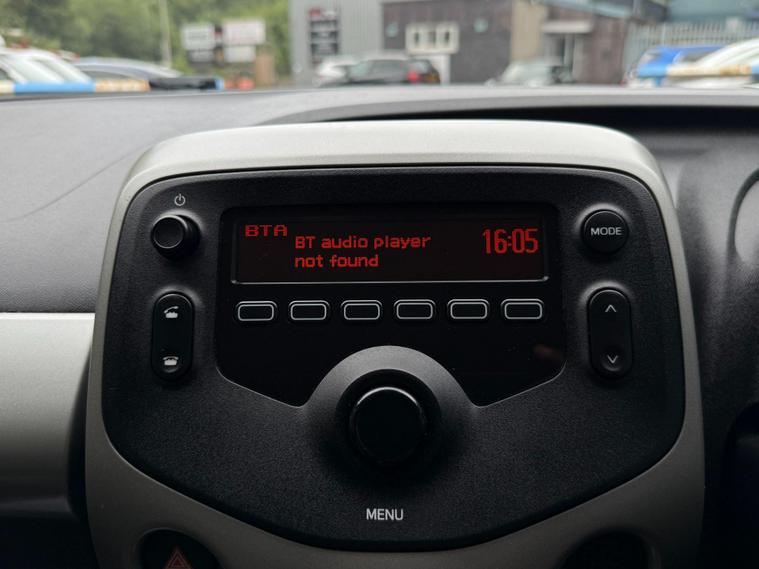 BTA
BT audio player
not found
16:05
MODE
MENU